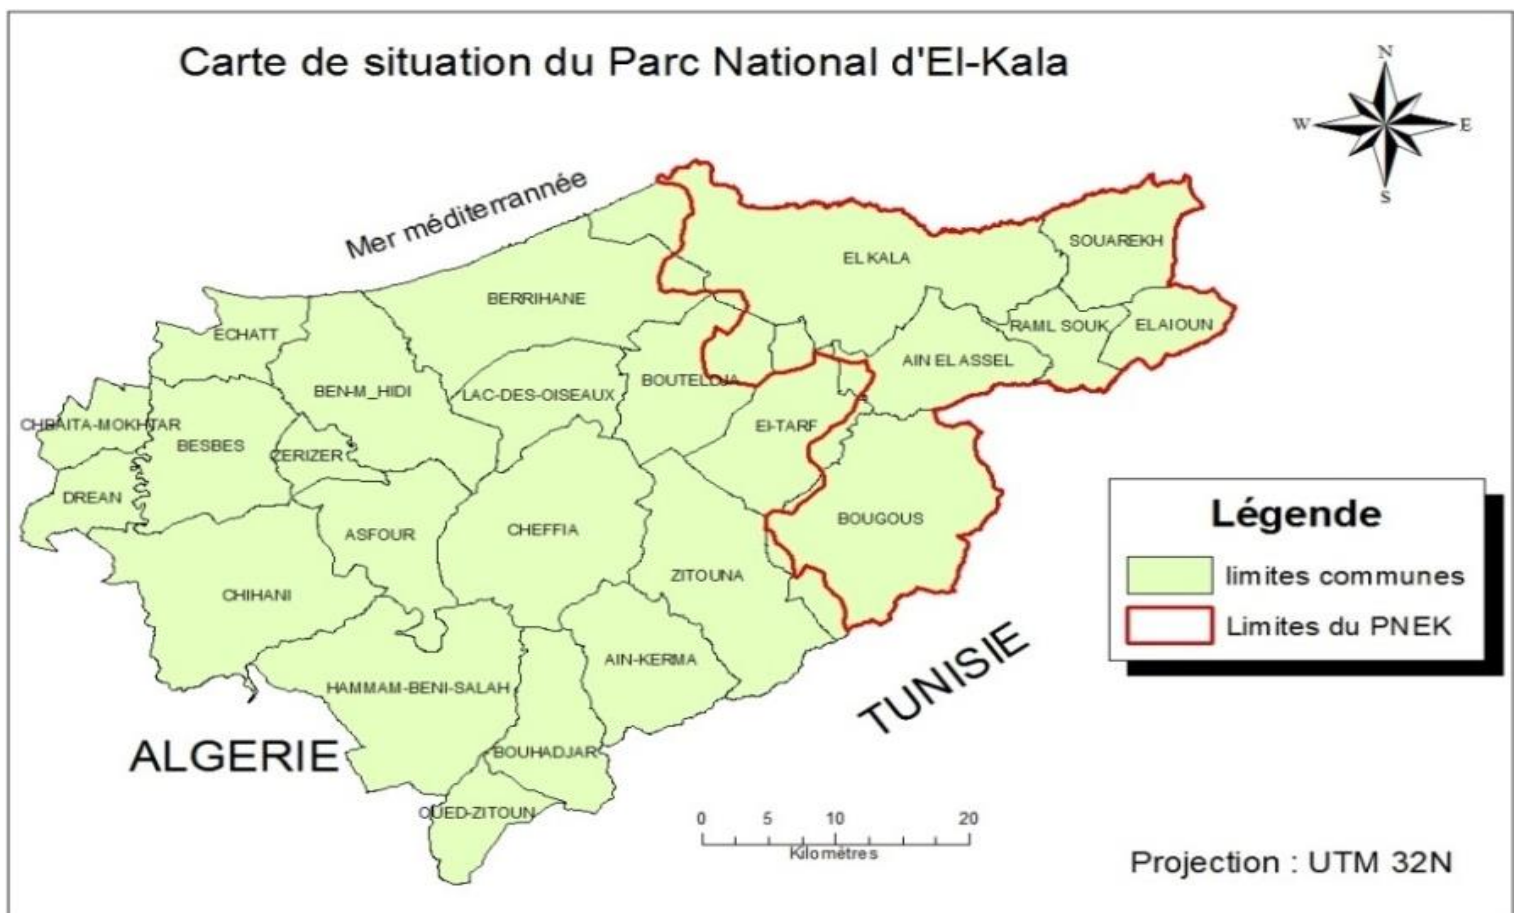 Carte de situation du Parc National d'El-Kala
N
W
E
S
Mer méditerrannée
EL KALA
SOUAREKH
BERRIHANE
ECHATT
RAML SOUK
ELAIOUN
AIN EL ASSEL
BEN-M_HIDI
LAC-DES-OISEAUX
BOUTELDJA
CHBAITA-MOKHTAR
BESBES
ZERIZER
El-TARF
DREAN
ASFOUR
CHEFFIA
BOUGOUS
CHIHANI
ZITOUNA
AIN-KERMA
HAMMAM-BENI-SALAH
BOUHADJAR
OUED-ZITOUN
ALGERIE
TUNISIE
Légende
limites communes
Limites du PNEK
0 5 10 20
Kilomètres
Projection : UTM 32N